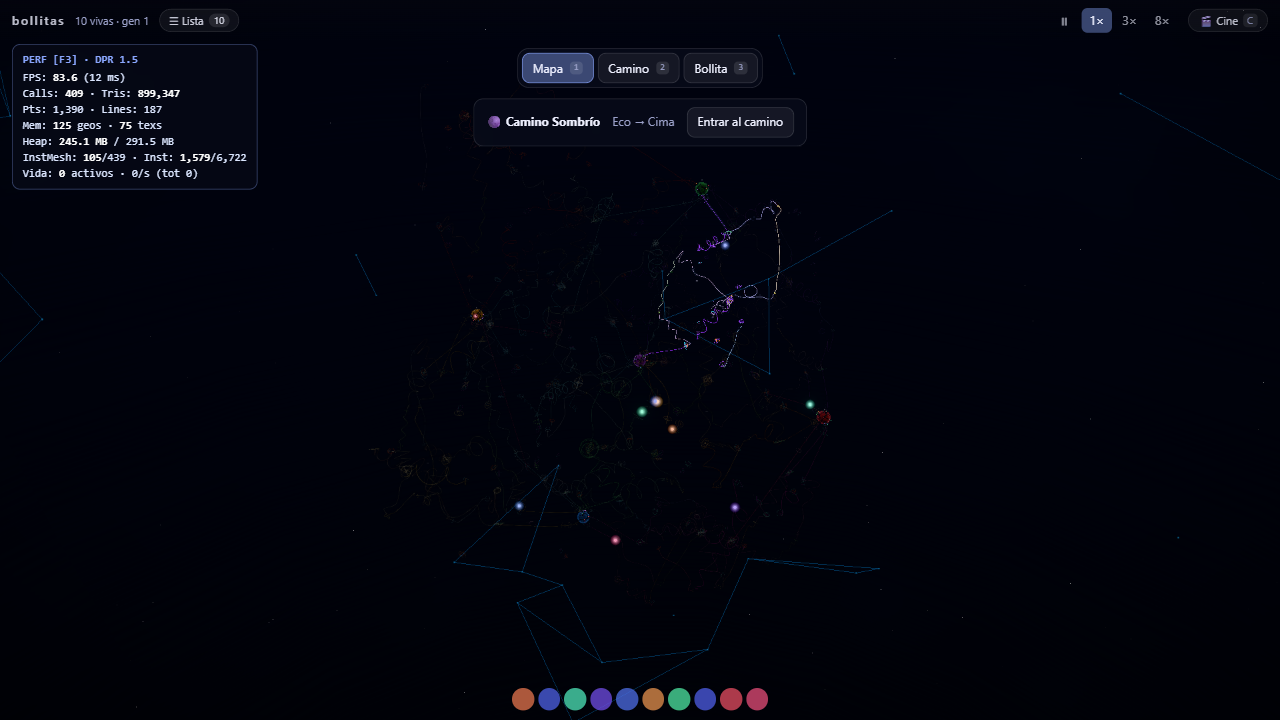 bollitas 10 vivas · gen 1 ☰ Lista 10
1× 3× 8× Cine C
PERF [F3] · DPR 1.5
FPS: 83.6 (12 ms)
Calls: 409 · Tris: 899,347
Pts: 1,390 · Lines: 187
Mem: 125 geos · 75 texs
Heap: 245.1 MB / 291.5 MB
InstMesh: 105/439 · Inst: 1,579/6,722
Vida: 0 activos · 0/s (tot 0)
Mapa 1 Camino 2 Bollita 3
Camino Sombrío Eco → Cima Entrar al camino